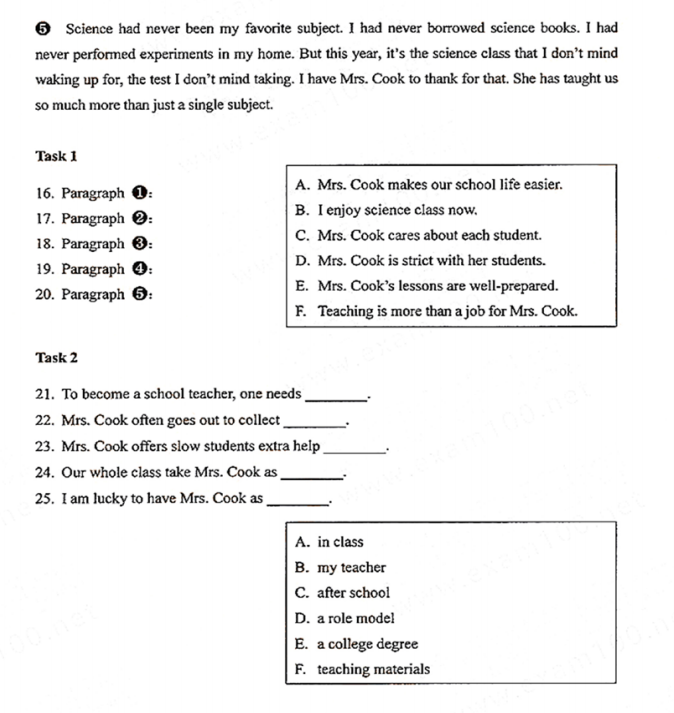 ❺ Science had never been my favorite subject. I had never borrowed science books. I had
never performed experiments in my home. But this year, it's the science class that I don't mind
waking up for, the test I don't mind taking. I have Mrs. Cook to thank for that. She has taught us
so much more than just a single subject.
Task 1
16. Paragraph ❶:
17. Paragraph ❷:
18. Paragraph ❸:
19. Paragraph ❹:
20. Paragraph ❺:
A. Mrs. Cook makes our school life easier.
B. I enjoy science class now.
C. Mrs. Cook cares about each student.
D. Mrs. Cook is strict with her students.
E. Mrs. Cook's lessons are well-prepared.
F. Teaching is more than a job for Mrs. Cook.
Task 2
21. To become a school teacher, one needs ________.
22. Mrs. Cook often goes out to collect ________.
23. Mrs. Cook offers slow students extra help ________.
24. Our whole class take Mrs. Cook as ________.
25. I am lucky to have Mrs. Cook as ________.
A. in class
B. my teacher
C. after school
D. a role model
E. a college degree
F. teaching materials